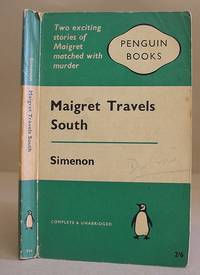 Two exciting
stories of
Maigret
matched with
murder
PENGUIN
BOOKS
Maigret Travels
South
Simenon
COMPLETE & UNABRIDGED
2/6
Simenon
Maigret Travels South